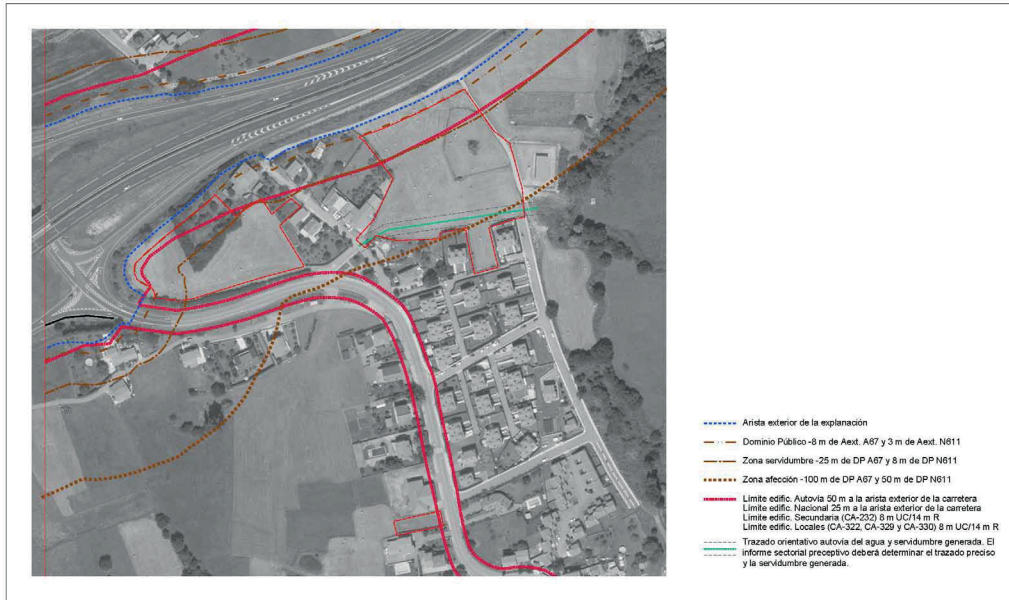 Arista exterior de la explanación
Dominio Público -8 m de Aext. A67 y 3 m de Aext. N611
Zona servidumbre -25 m de DP A67 y 8 m de DP N611
Zona afección -100 m de DP A67 y 50 m de DP N611
Límite edific. Autovía 50 m a la arista exterior de la carretera
Límite edific. Nacional 25 m a la arista exterior de la carretera
Límite edific. Secundaria (CA-232) 8 m UC/14 m R
Límite edific. Locales (CA-322, CA-329 y CA-330) 8 m UC/14 m R
Trazado orientativo autovía del agua y servidumbre generada. El
informe sectorial preceptivo deberá determinar el trazado preciso
y la servidumbre generada.